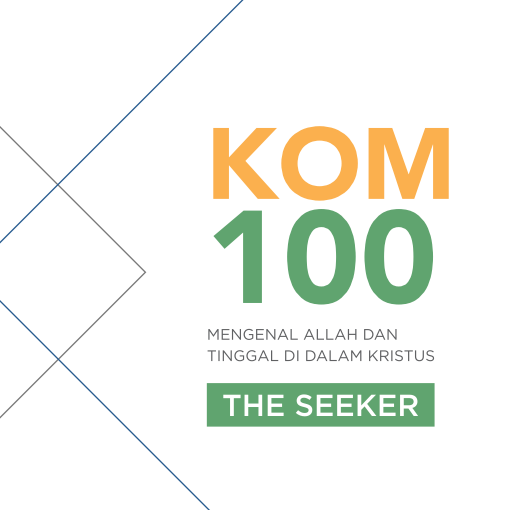 KOM
100
MENGENAL ALLAH DAN
TINGGAL DI DALAM KRISTUS
THE SEEKER